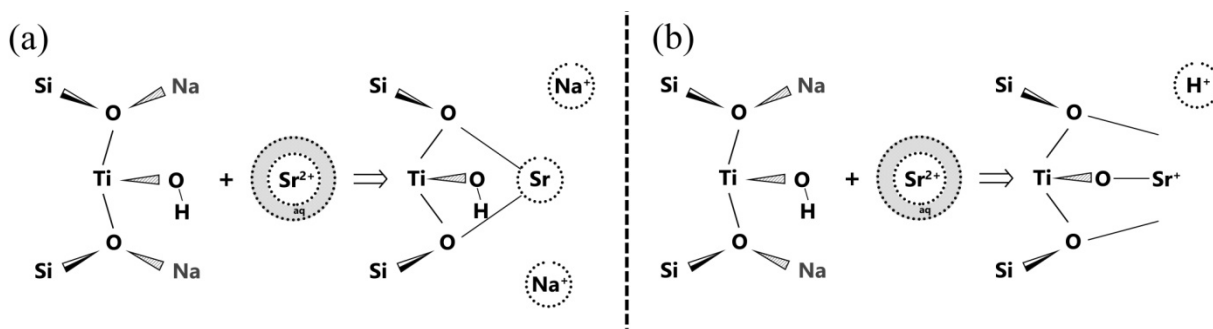 (a)
Si Na Na⁺
O
Ti O + Sr²⁺ ⇒ Ti O Sr
H aq H
O
Si Na Si Na⁺
Si O
O
(b)
Si Na Si H⁺
O O
Ti O + Sr²⁺ ⇒ Ti O Sr⁺
H aq
O O
Si Na Si